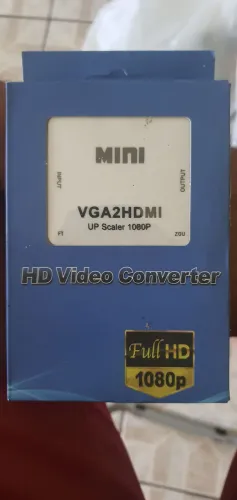 MINI
INPUT
OUTPUT
VGA2HDMI
UP Scaler 1080P
HD Video Converter
Full HD
1080p